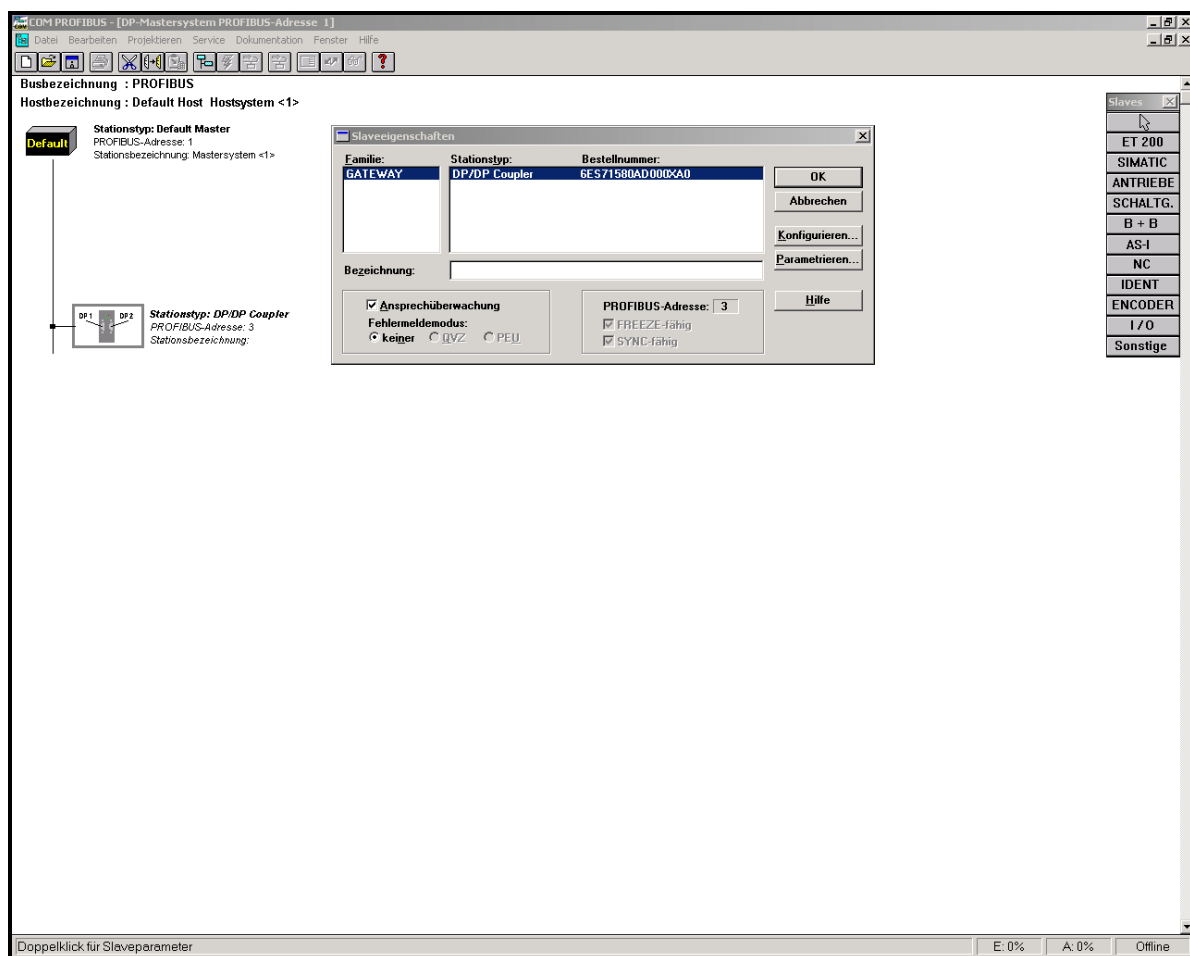 COM PROFIBUS - [DP-Mastersystem PROFIBUS-Adresse 1]
Datei Bearbeiten Projektieren Service Dokumentation Fenster Hilfe
Busbezeichnung : PROFIBUS
Hostbezeichnung : Default Host Hostsystem <1>
Default
Stationstyp: Default Master
PROFIBUS-Adresse: 1
Stationsbezeichnung: Mastersystem <1>
DP1 DP2
Stationstyp: DP/DP Coupler
PROFIBUS-Adresse: 3
Stationsbezeichnung:
Slaveeigenschaften
Familie: Stationstyp: Bestellnummer:
GATEWAY DP/DP Coupler 6ES71580AD000XA0
OK
Abbrechen
Konfigurieren...
Parametrieren...
Hilfe
Bezeichnung:
Ansprechüberwachung
Fehlermeldemodus:
keiner QVZ PEU
PROFIBUS-Adresse: 3
FREEZE-fähig
SYNC-fähig
Slaves
ET 200
SIMATIC
ANTRIEBE
SCHALTG.
B + B
AS-I
NC
IDENT
ENCODER
I / O
Sonstige
Doppelklick für Slaveparameter
E: 0% A: 0% Offline